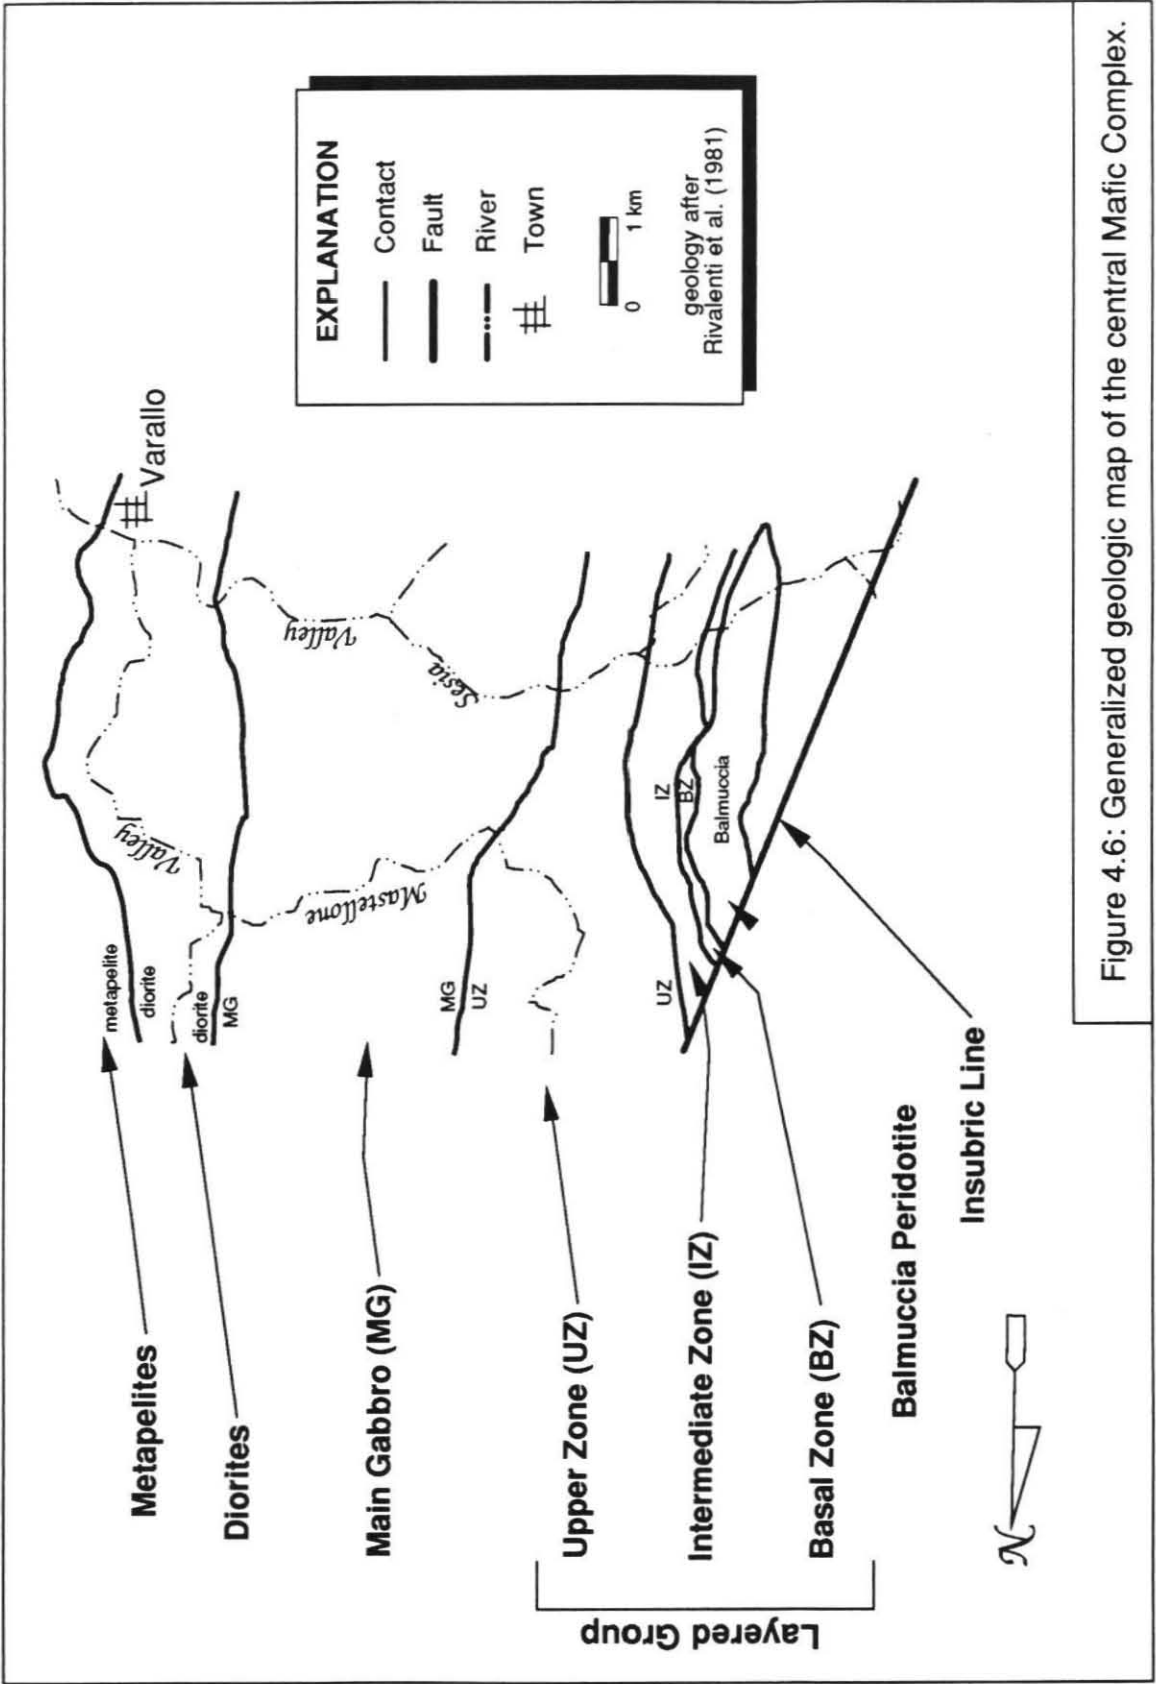 Metapelites
Diorites
Main Gabbro (MG)
Upper Zone (UZ)
Intermediate Zone (IZ)
Basal Zone (BZ)
Layered Group
Balmuccia Peridotite
Insubric Line
N
metapelite
diorite
diorite
MG
MG
UZ
UZ
IZ
BZ
Balmuccia
Valley
Mastellone
Valley
Sesia
Varallo
EXPLANATION
Contact
Fault
River
Town
0 1 km
geology after
Rivalenti et al. (1981)
Figure 4.6: Generalized geologic map of the central Mafic Complex.